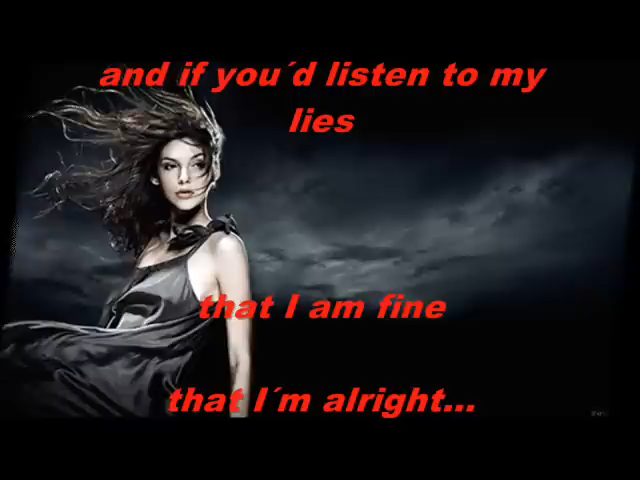 and if you´d listen to my
lies
that I am fine
that I´m alright...